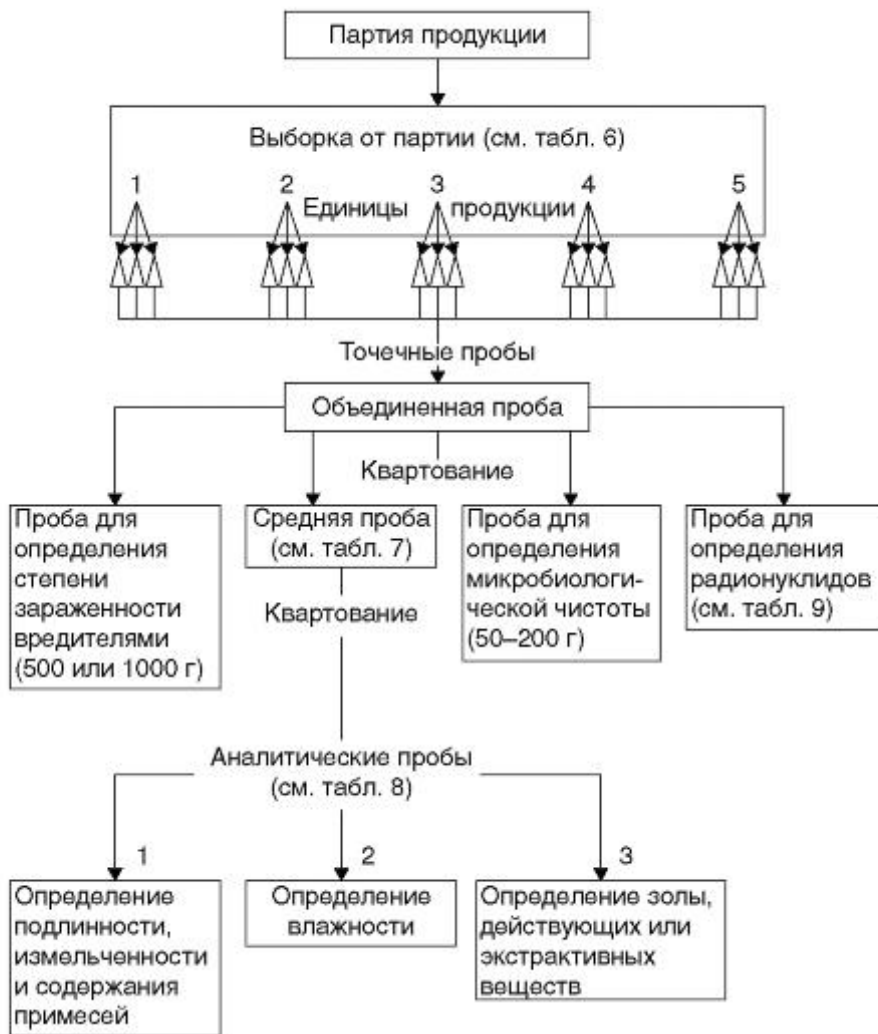 Партия продукции
Выборка от партии (см. табл. 6)
1 2 3 4 5
Единицы продукции
Точечные пробы
Объединенная проба
Квартование
Проба для
определения
степени
зараженности
вредителями
(500 или 1000 г)
Средняя проба
(см. табл. 7)
Проба для
определения
микробиологи-
ческой чистоты
(50–200 г)
Проба для
определения
радионуклидов
(см. табл. 9)
Квартование
Аналитические пробы
(см. табл. 8)
1
Определение
подлинности,
измельченности
и содержания
примесей
2
Определение
влажности
3
Определение золы,
действующих или
экстрактивных
веществ